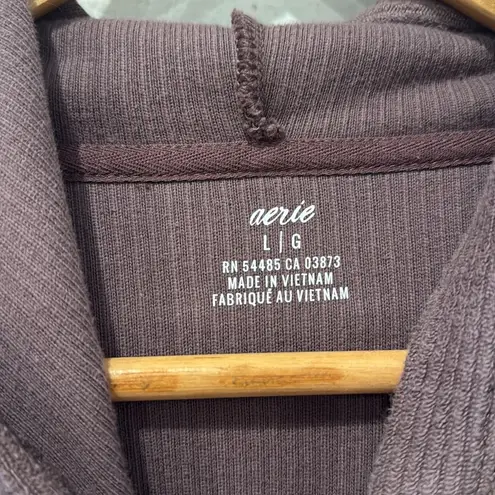 aerie
L | G
RN 54485 CA 03873
MADE IN VIETNAM
FABRIQUÉ AU VIETNAM